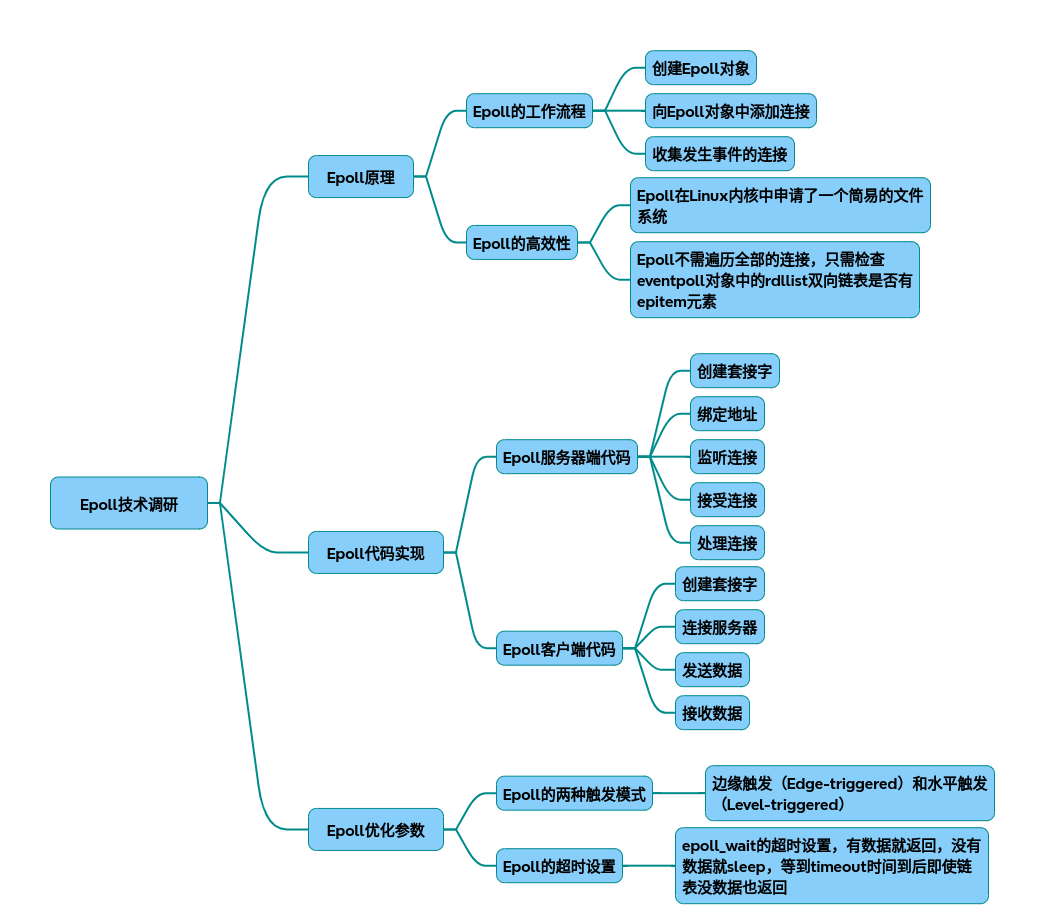 Epoll技术调研
Epoll原理
Epoll的工作流程
创建Epoll对象
向Epoll对象中添加连接
收集发生事件的连接
Epoll的高效性
Epoll在Linux内核中申请了一个简易的文件
系统
Epoll不需遍历全部的连接，只需检查
eventpoll对象中的rdllist双向链表是否有
epitem元素
Epoll代码实现
Epoll服务器端代码
创建套接字
绑定地址
监听连接
接受连接
处理连接
Epoll客户端代码
创建套接字
连接服务器
发送数据
接收数据
Epoll优化参数
Epoll的两种触发模式
边缘触发（Edge-triggered）和水平触发
（Level-triggered）
Epoll的超时设置
epoll_wait的超时设置，有数据就返回，没有
数据就sleep，等到timeout时间到后即使链
表没数据也返回